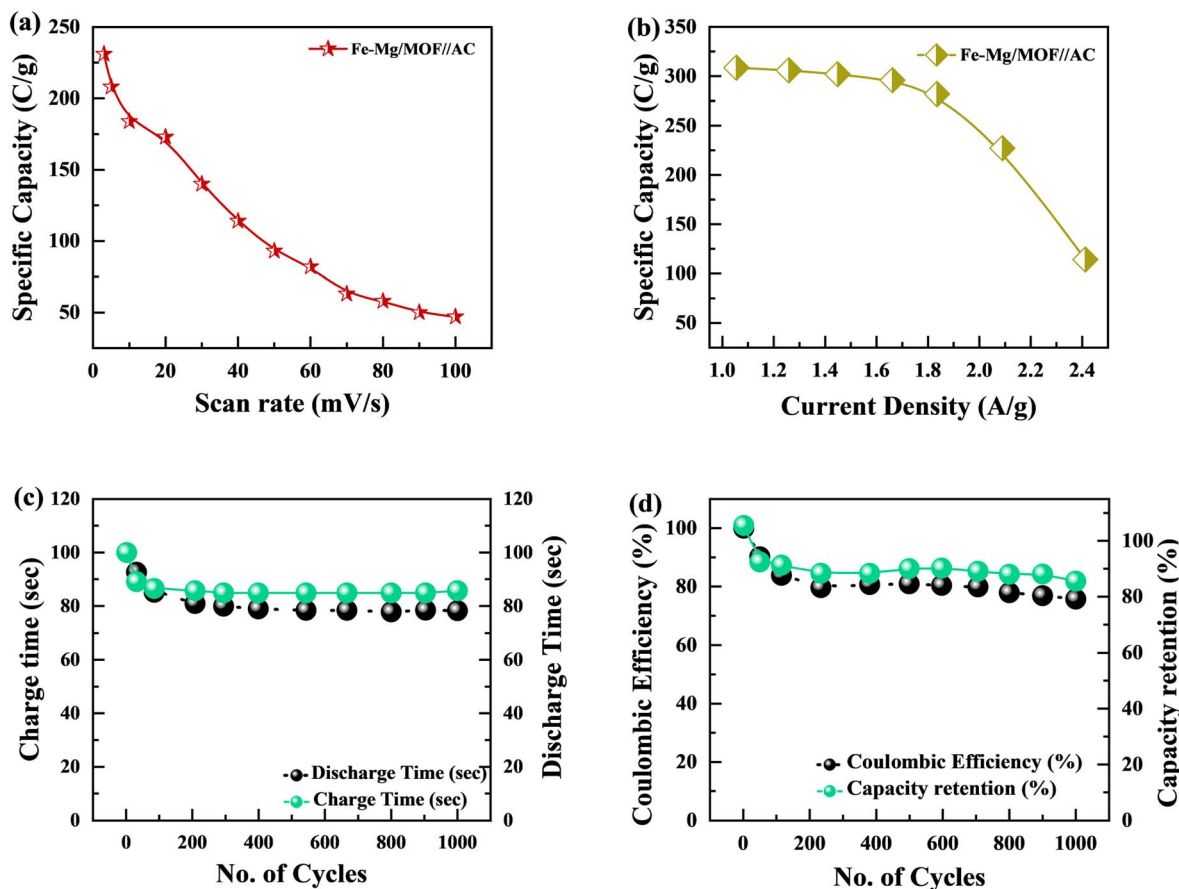 (a)
Fe-Mg/MOF//AC
Specific Capacity (C/g)
250
200
150
100
50
0 20 40 60 80 100
Scan rate (mV/s)
(b)
Fe-Mg/MOF//AC
Specific Capacity (C/g)
350
300
250
200
150
100
50
1.0 1.2 1.4 1.6 1.8 2.0 2.2 2.4
Current Density (A/g)
(c)
Charge time (sec)
120
100
80
60
40
20
0
Discharge Time (sec)
Charge Time (sec)
120
100
80
60
40
20
0
Discharge Time (sec)
0 200 400 600 800 1000
No. of Cycles
(d)
Coulombic Efficiency (%)
100
80
60
40
20
0
Coulombic Efficiency (%)
Capacity retention (%)
100
80
60
40
20
0
Capacity retention (%)
0 200 400 600 800 1000
No. of Cycles